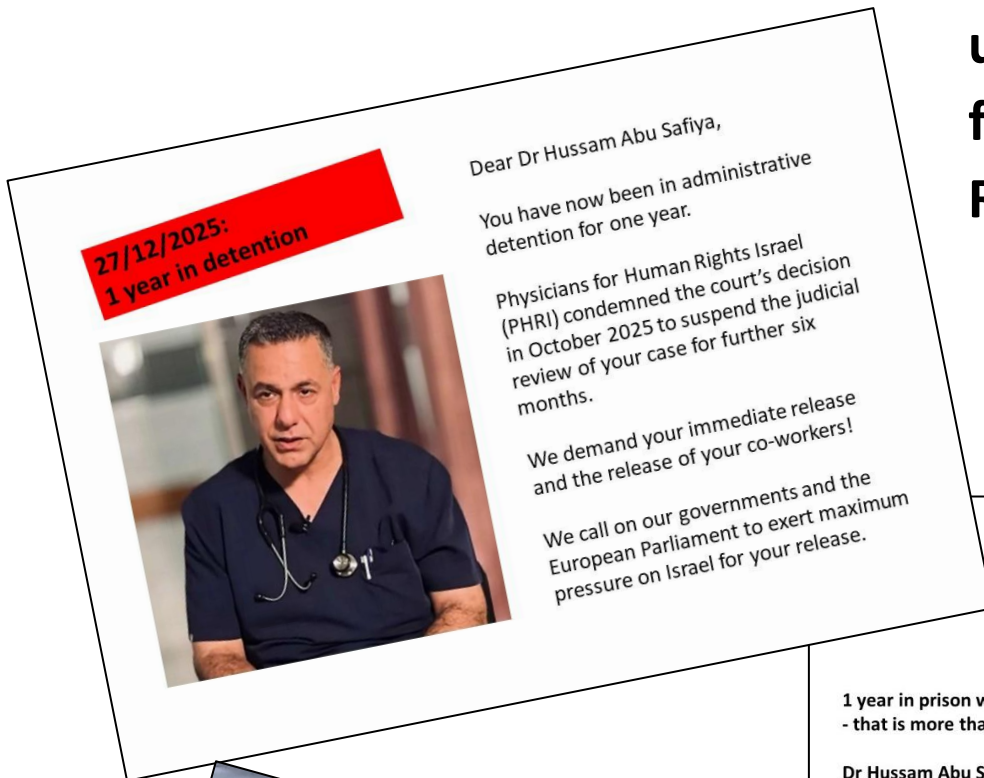 27/12/2025:
1 year in detention
Dear Dr Hussam Abu Safiya,
You have now been in administrative
detention for one year.
Physicians for Human Rights Israel
(PHRI) condemned the court's decision
in October 2025 to suspend the judicial
review of your case for further six
months.
We demand your immediate release
and the release of your co-workers!
We call on our governments and the
European Parliament to exert maximum
pressure on Israel for your release.
1 year in prison
- that is more
Dr Hussam Abu